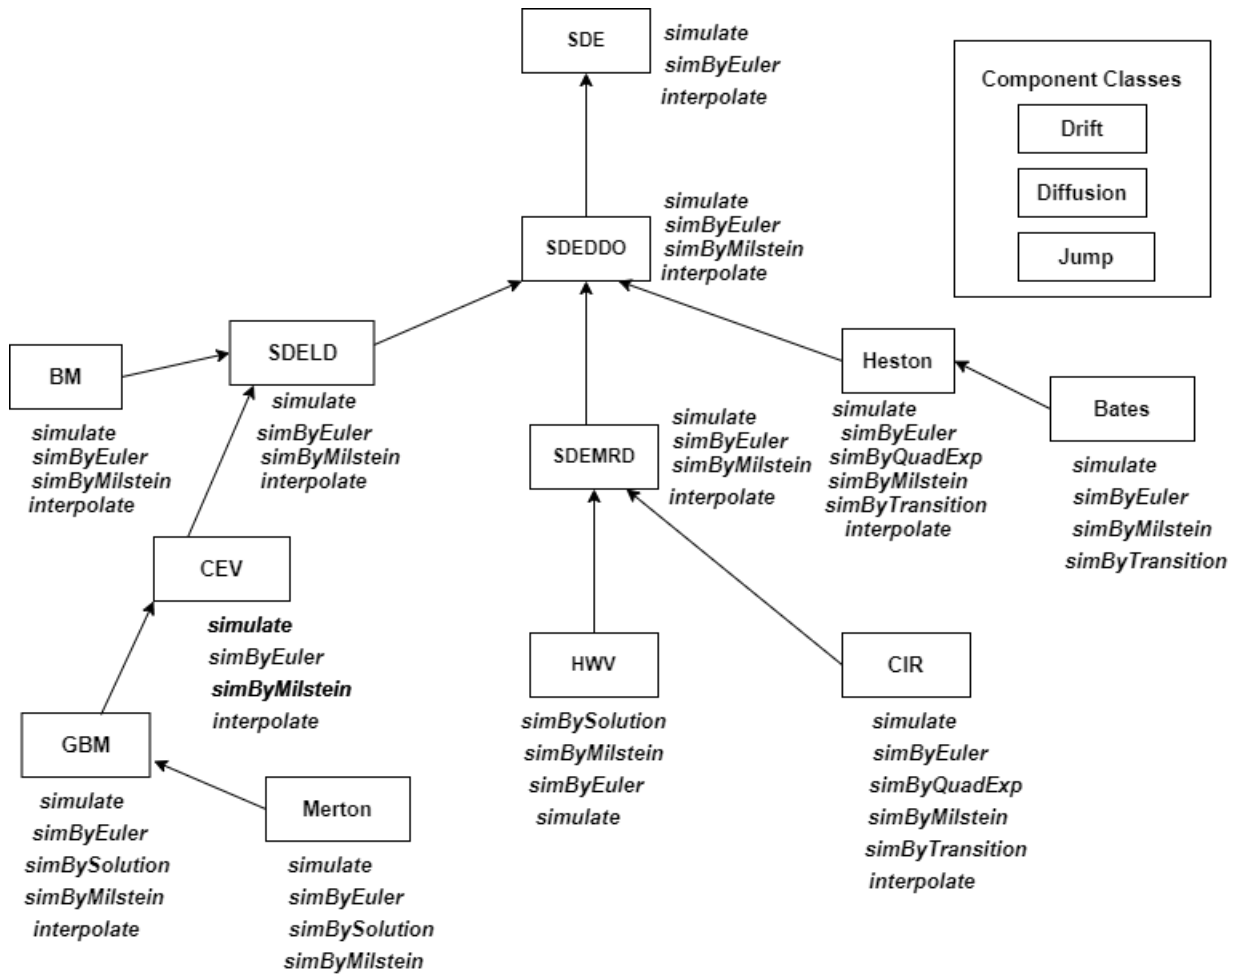 SDE
simulate
simByEuler
interpolate
Component Classes
Drift
Diffusion
Jump
SDEDDO
simulate
simByEuler
simByMilstein
interpolate
BM
simulate
simByEuler
simByMilstein
interpolate
SDELD
simulate
simByEuler
simByMilstein
interpolate
SDEMRD
simulate
simByEuler
simByMilstein
interpolate
Heston
simulate
simByEuler
simByQuadExp
simByMilstein
simByTransition
interpolate
Bates
simulate
simByEuler
simByMilstein
simByTransition
CEV
simulate
simByEuler
simByMilstein
interpolate
HWV
simBySolution
simByMilstein
simByEuler
simulate
CIR
simulate
simByEuler
simByQuadExp
simByMilstein
simByTransition
interpolate
GBM
simulate
simByEuler
simBySolution
simByMilstein
interpolate
Merton
simulate
simByEuler
simBySolution
simByMilstein